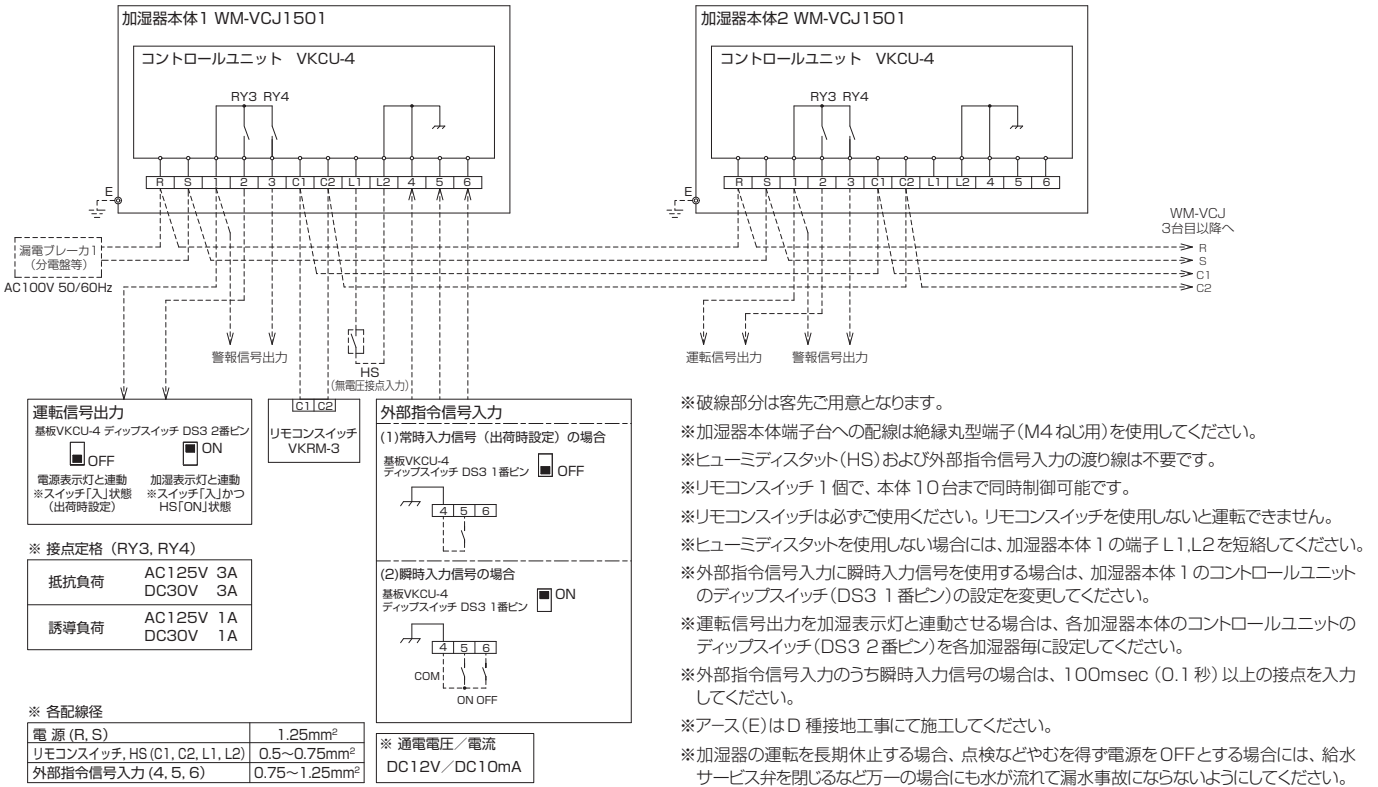 加湿器本体1 WM-VCJ1501
コントロールユニット VKCU-4
RY3 RY4
R S 1 2 3 C1 C2 L1 L2 4 5 6
E
漏電ブレーカ1
（分電盤等）
AC100V 50/60Hz
警報信号出力
HS
（無電圧接点入力）
加湿器本体2 WM-VCJ1501
コントロールユニット VKCU-4
RY3 RY4
R S 1 2 3 C1 C2 L1 L2 4 5 6
E
WM-VCJ
3台目以降へ
R
S
C1
C2
運転信号出力
警報信号出力
運転信号出力
基板VKCU-4 ディップスイッチ DS3 2番ピン
OFF
ON
電源表示灯と連動
※スイッチ「入」状態
（出荷時設定）
加湿表示灯と連動
※スイッチ「入」かつ
HS「ON」状態
C1 C2
リモコンスイッチ
VKRM-3
外部指令信号入力
(1)常時入力信号（出荷時設定）の場合
基板VKCU-4
ディップスイッチ DS3 1番ピン
OFF
4 5 6
(2)瞬時入力信号の場合
基板VKCU-4
ディップスイッチ DS3 1番ピン
ON
4 5 6
COM
ON OFF
※ 接点定格（RY3, RY4）
抵抗負荷 AC125V 3A
DC30V 3A
誘導負荷 AC125V 1A
DC30V 1A
※ 各配線径
電 源 (R, S) 1.25mm²
リモコンスイッチ, HS (C1, C2, L1, L2) 0.5〜0.75mm²
外部指令信号入力 (4, 5, 6) 0.75〜1.25mm²
※ 通電電圧／電流
DC12V／DC10mA
※破線部分は客先ご用意となります。
※加湿器本体端子台への配線は絶縁丸型端子（M4ねじ用）を使用してください。
※ヒューミディスタット（HS）および外部指令信号入力の渡り線は不要です。
※リモコンスイッチ1個で、本体10台まで同時制御可能です。
※リモコンスイッチは必ずご使用ください。リモコンスイッチを使用しないと運転できません。
※ヒューミディスタットを使用しない場合には、加湿器本体1の端子L1,L2を短絡してください。
※外部指令信号入力に瞬時入力信号を使用する場合は、加湿器本体1のコントロールユニット
のディップスイッチ（DS3 1番ピン）の設定を変更してください。
※運転信号出力を加湿表示灯と連動させる場合は、各加湿器本体のコントロールユニットの
ディップスイッチ（DS3 2番ピン）を各加湿器毎に設定してください。
※外部指令信号入力のうち瞬時入力信号の場合は、100msec（0.1秒）以上の接点を入力
してください。
※アース（E）はD種接地工事にて施工してください。
※加湿器の運転を長期休止する場合、点検などやむを得ず電源をOFFとする場合には、給水
サービス弁を閉じるなど万一の場合にも水が流れて漏水事故にならないようにしてください。